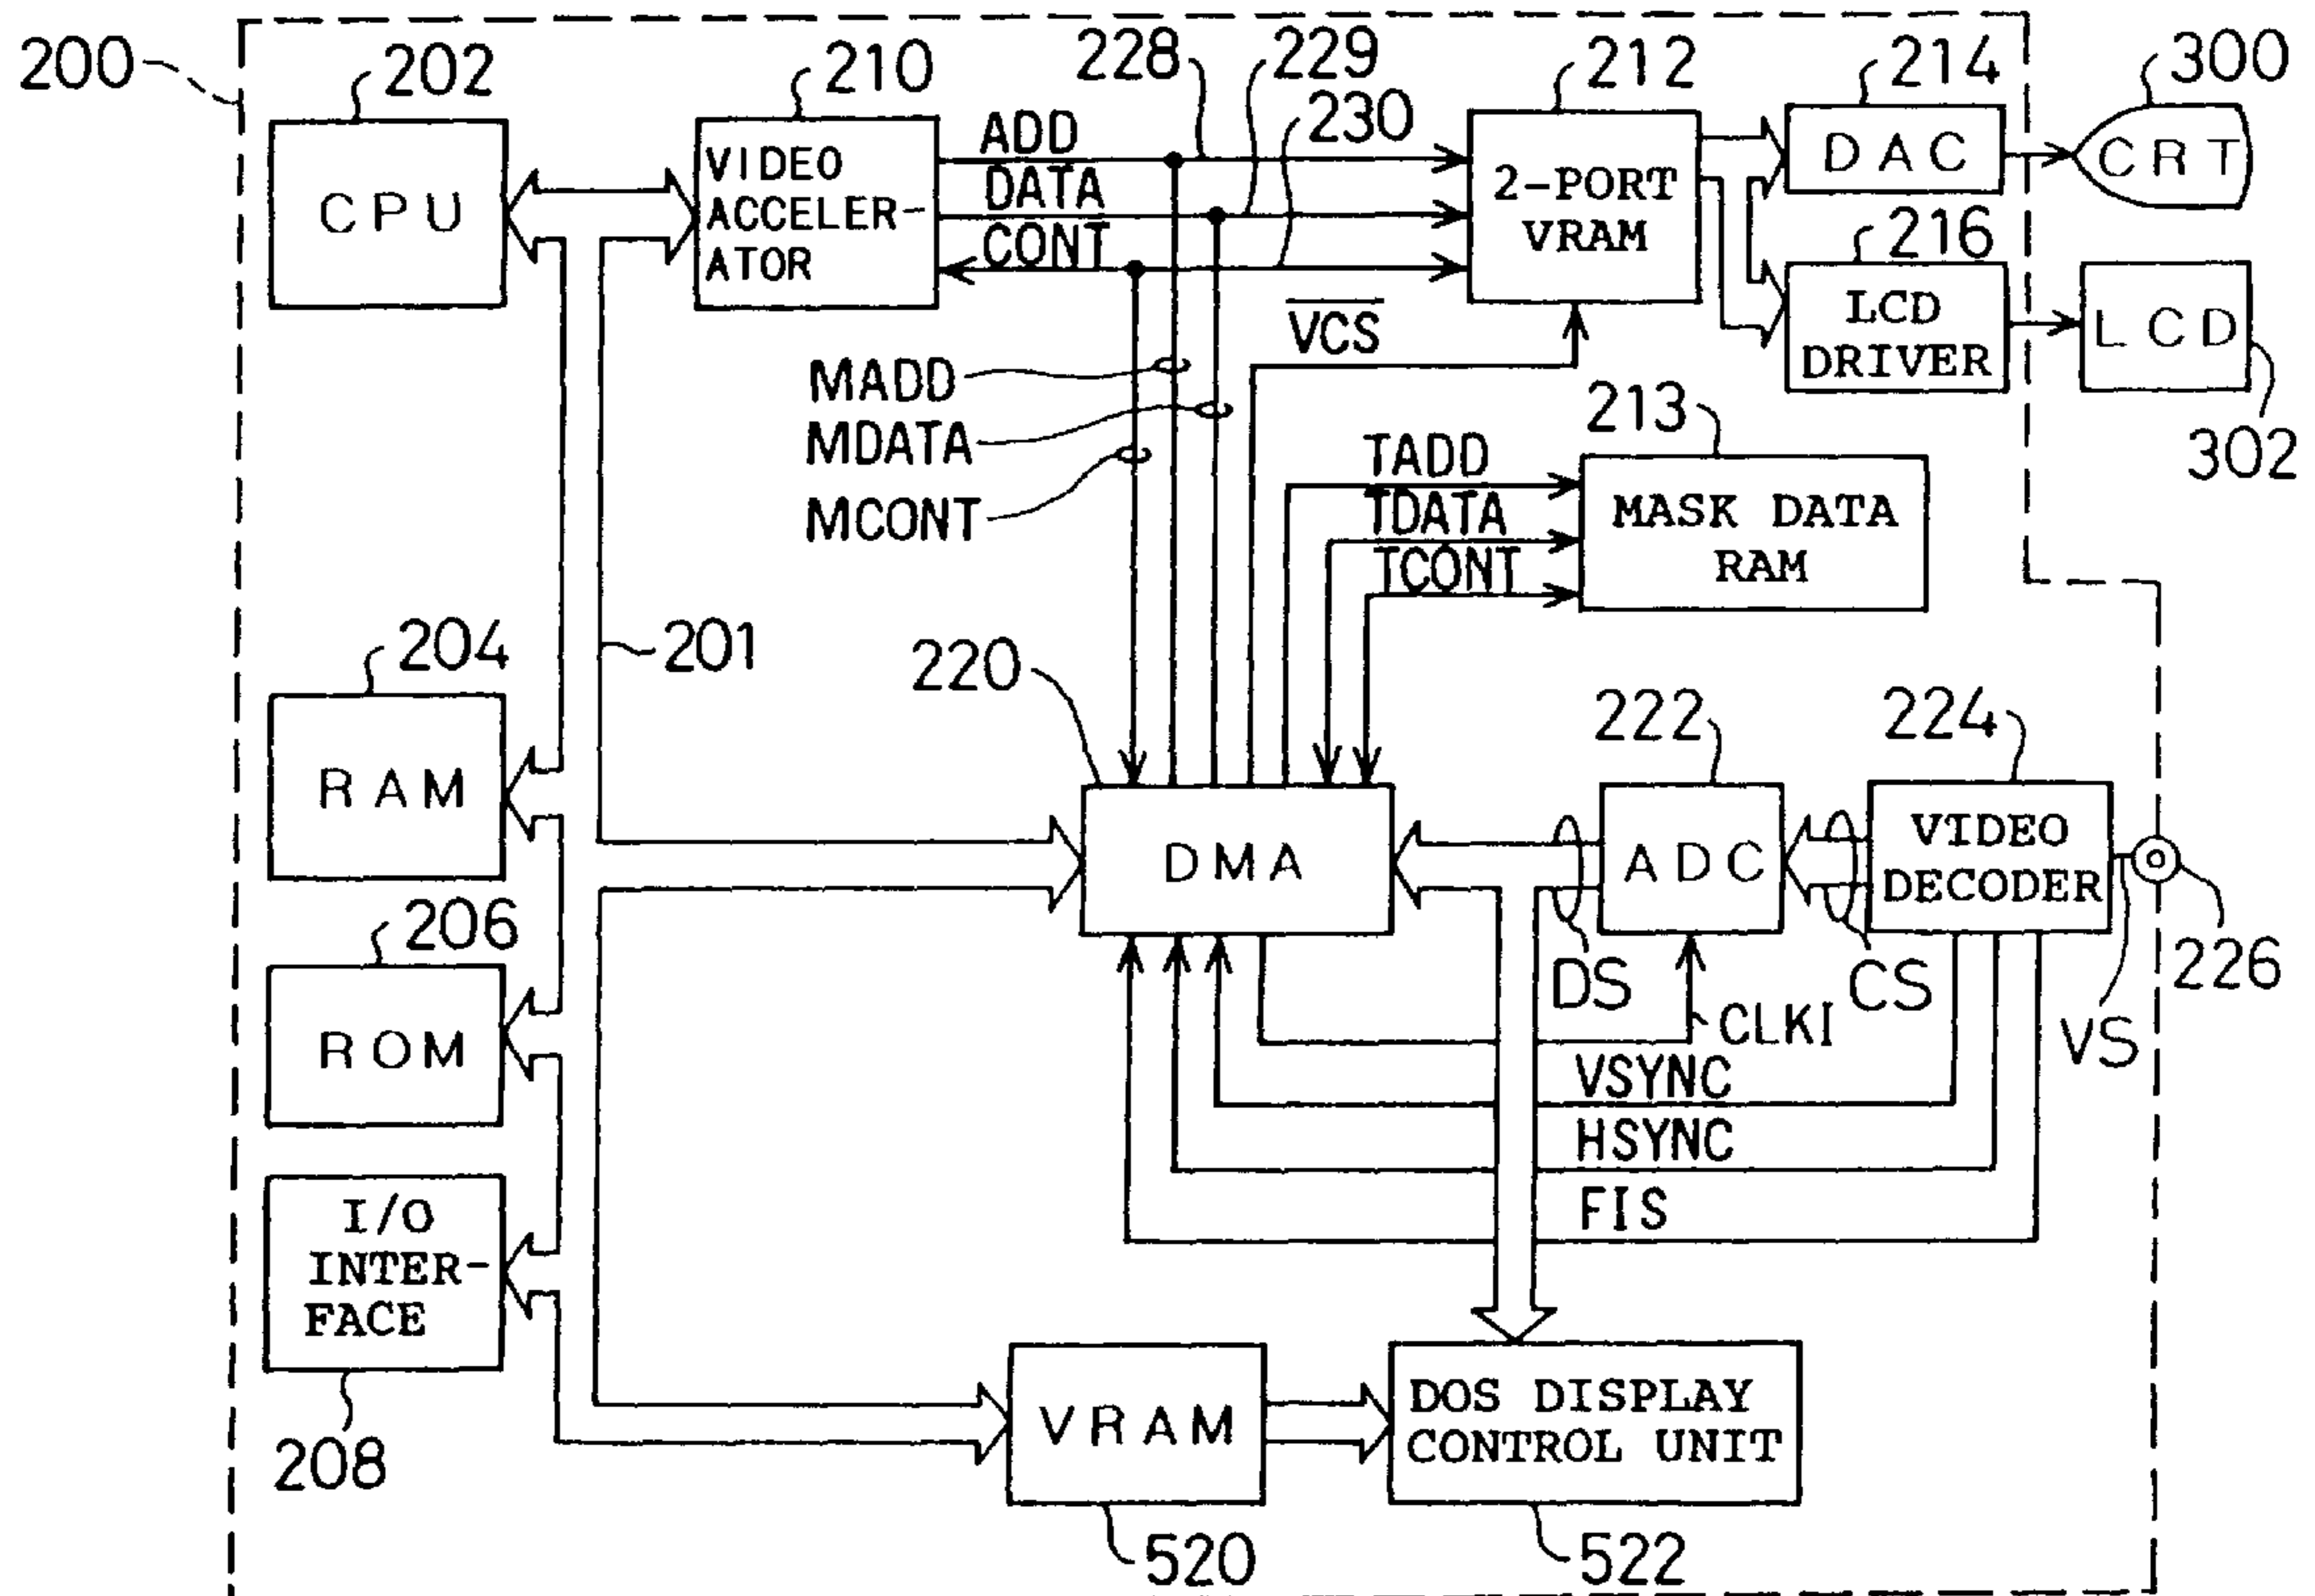 200
202
CPU
210
VIDEO
ACCELER-
ATOR
228
229
230
ADD
DATA
CONT
212
2-PORT
VRAM
214
DAC
300
CRT
216
LCD
DRIVER
LCD
302
VCS
MADD
MDATA
MCONT
213
TADD
TDATA
TCONT
MASK DATA
RAM
204
RAM
201
220
DMA
222
ADC
224
VIDEO
DECODER
226
DS
CS
VS
CLKI
VSYNC
HSYNC
FIS
206
ROM
I/O
INTER-
FACE
208
VRAM
520
DOS DISPLAY
CONTROL UNIT
522